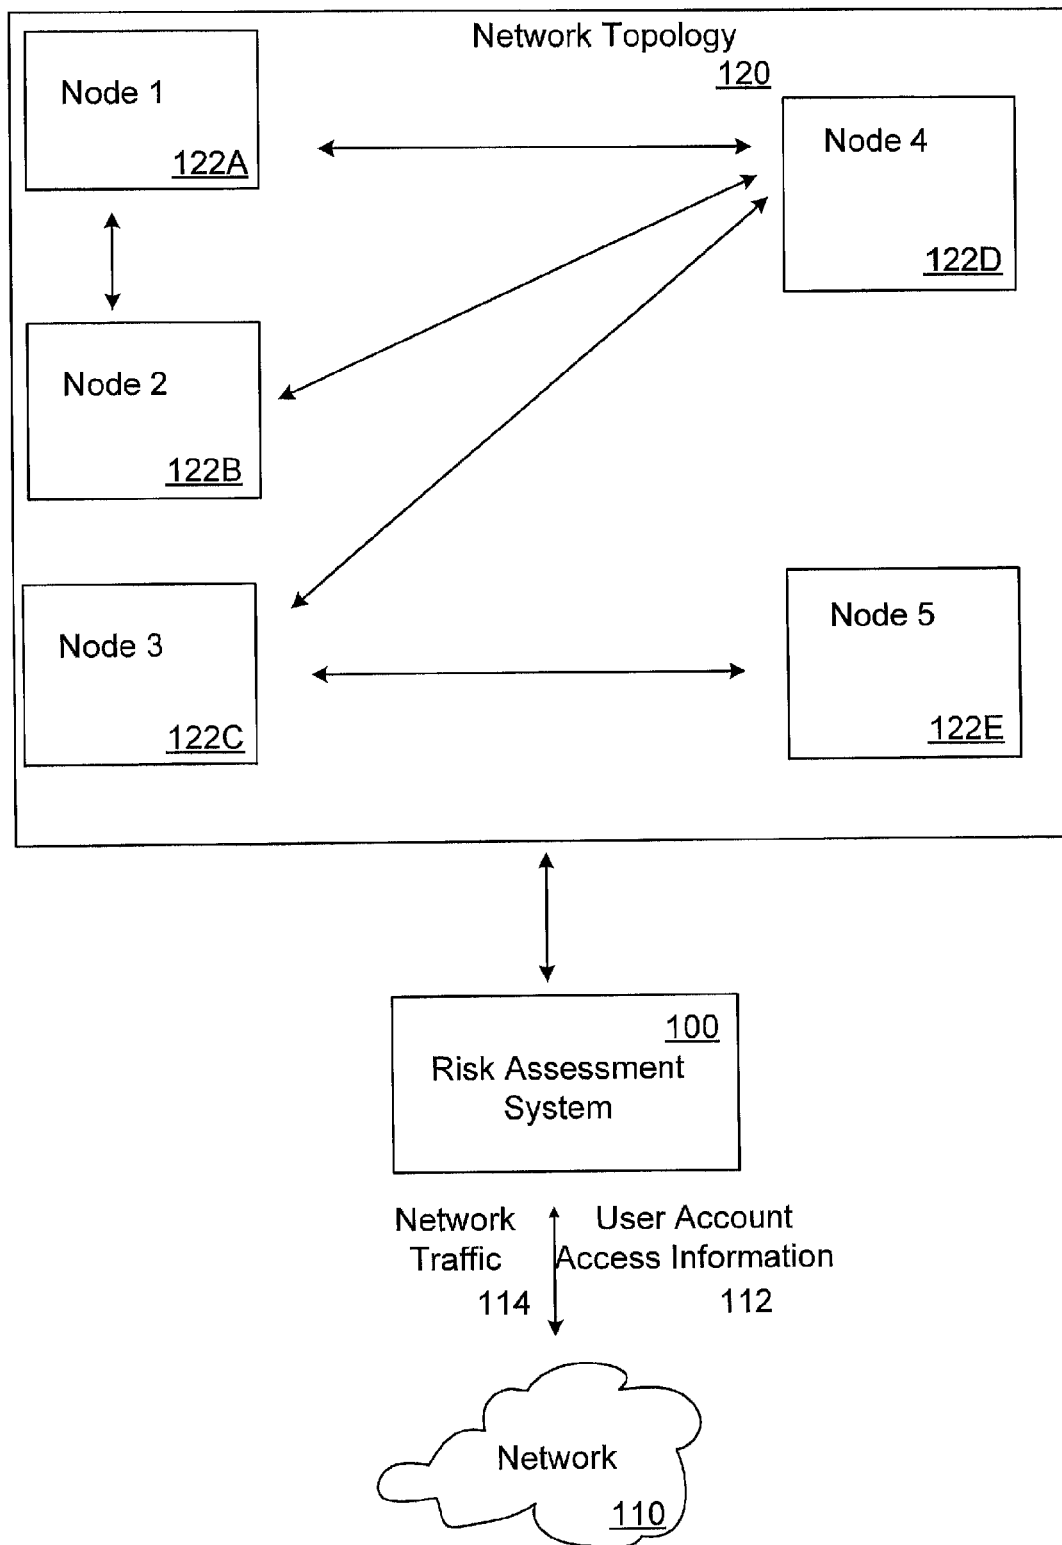 Network Topology
120
Node 1
122A
Node 4
122D
Node 2
122B
Node 3
122C
Node 5
122E
100
Risk Assessment
System
Network
Traffic
114
User Account
Access Information
112
Network
110